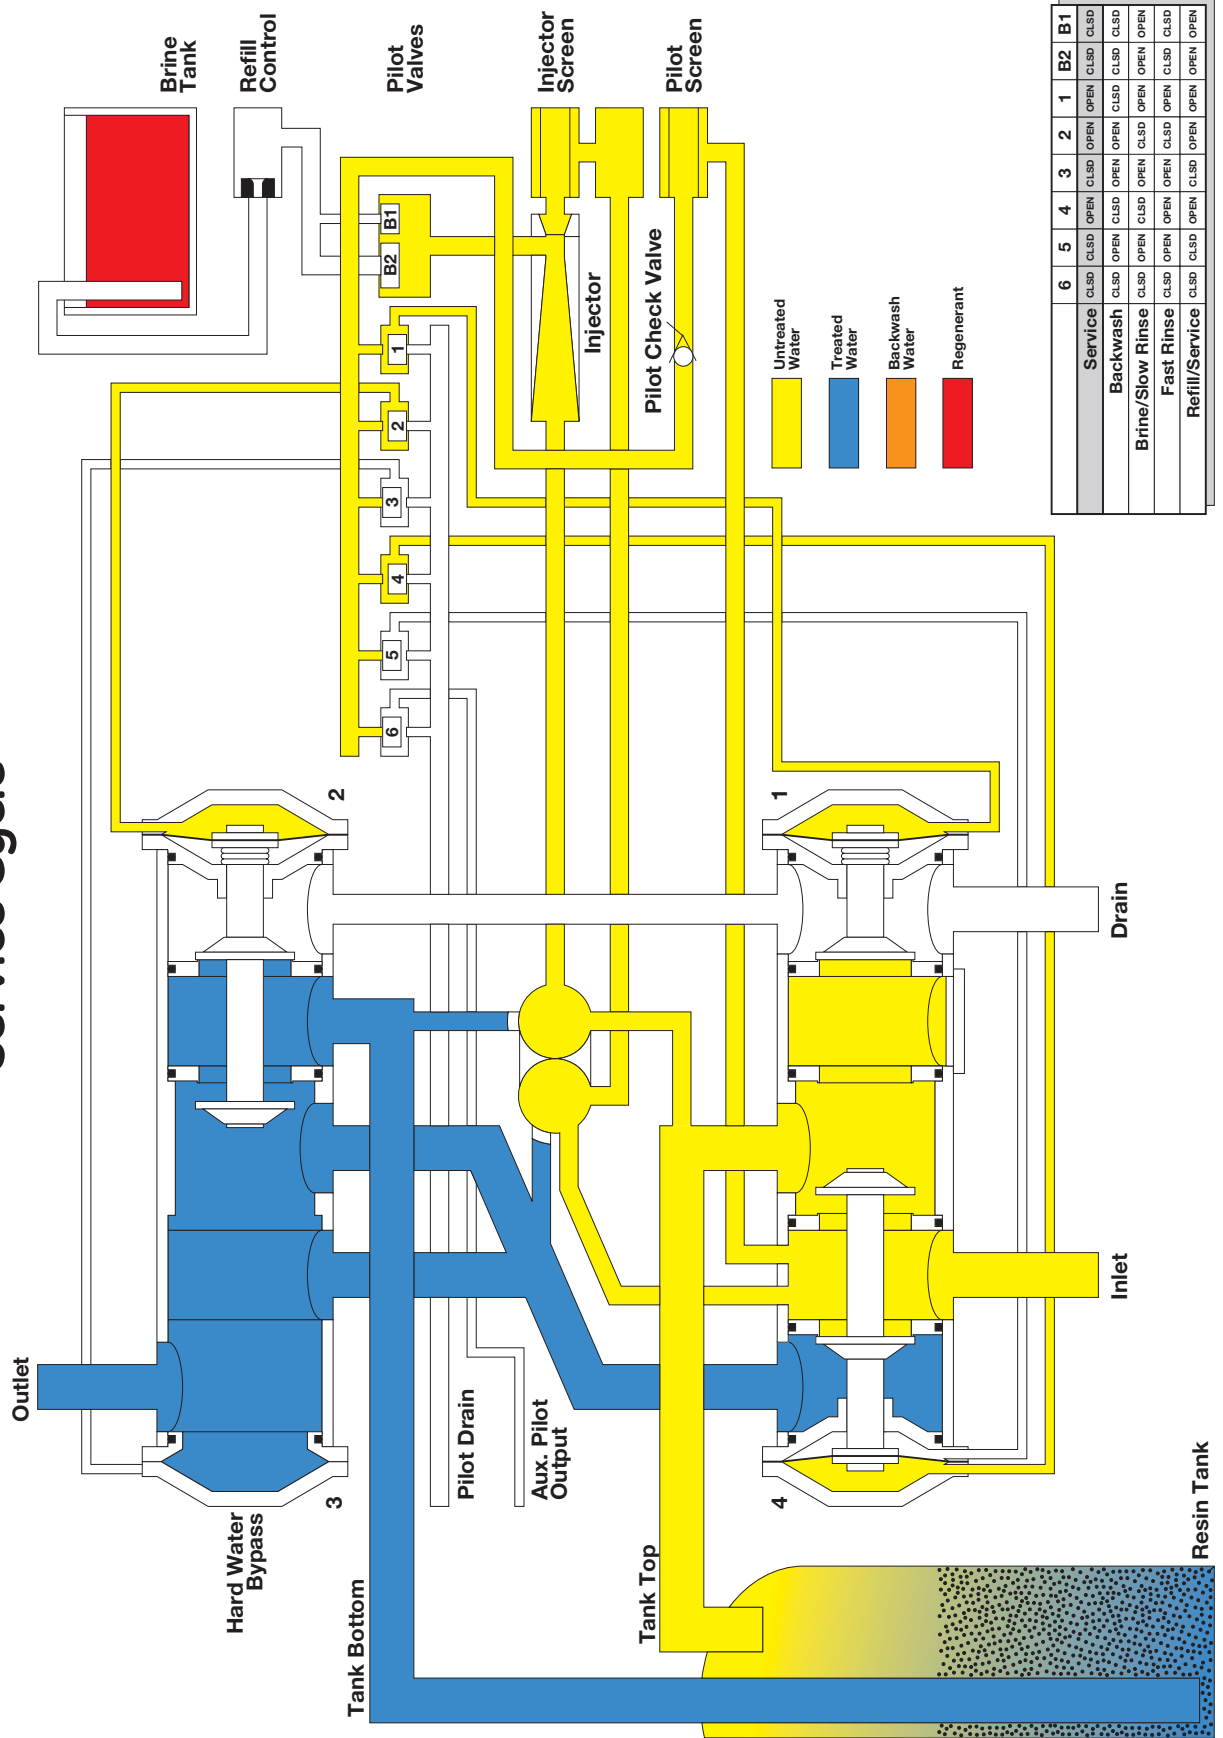 Outlet
Hard Water
Bypass
3
2
Brine
Tank
Refill
Control
Pilot
Valves
6
5
4
3
2
1
B2
B1
Injector
Screen
Injector
Pilot
Screen
Pilot Check Valve
Tank Bottom
Pilot Drain
Aux. Pilot
Output
Tank Top
4
1
Untreated
Water
Treated
Water
Backwash
Water
Regenerant
Resin Tank
Inlet
Drain
6 5 4 3 2 1 B2 B1
Service CLSD CLSD OPEN CLSD OPEN OPEN CLSD CLSD
Backwash CLSD OPEN CLSD OPEN OPEN CLSD CLSD CLSD
Brine/Slow Rinse CLSD OPEN CLSD OPEN CLSD OPEN OPEN OPEN
Fast Rinse CLSD OPEN OPEN OPEN CLSD OPEN CLSD CLSD
Refill/Service CLSD CLSD OPEN CLSD OPEN OPEN OPEN OPEN